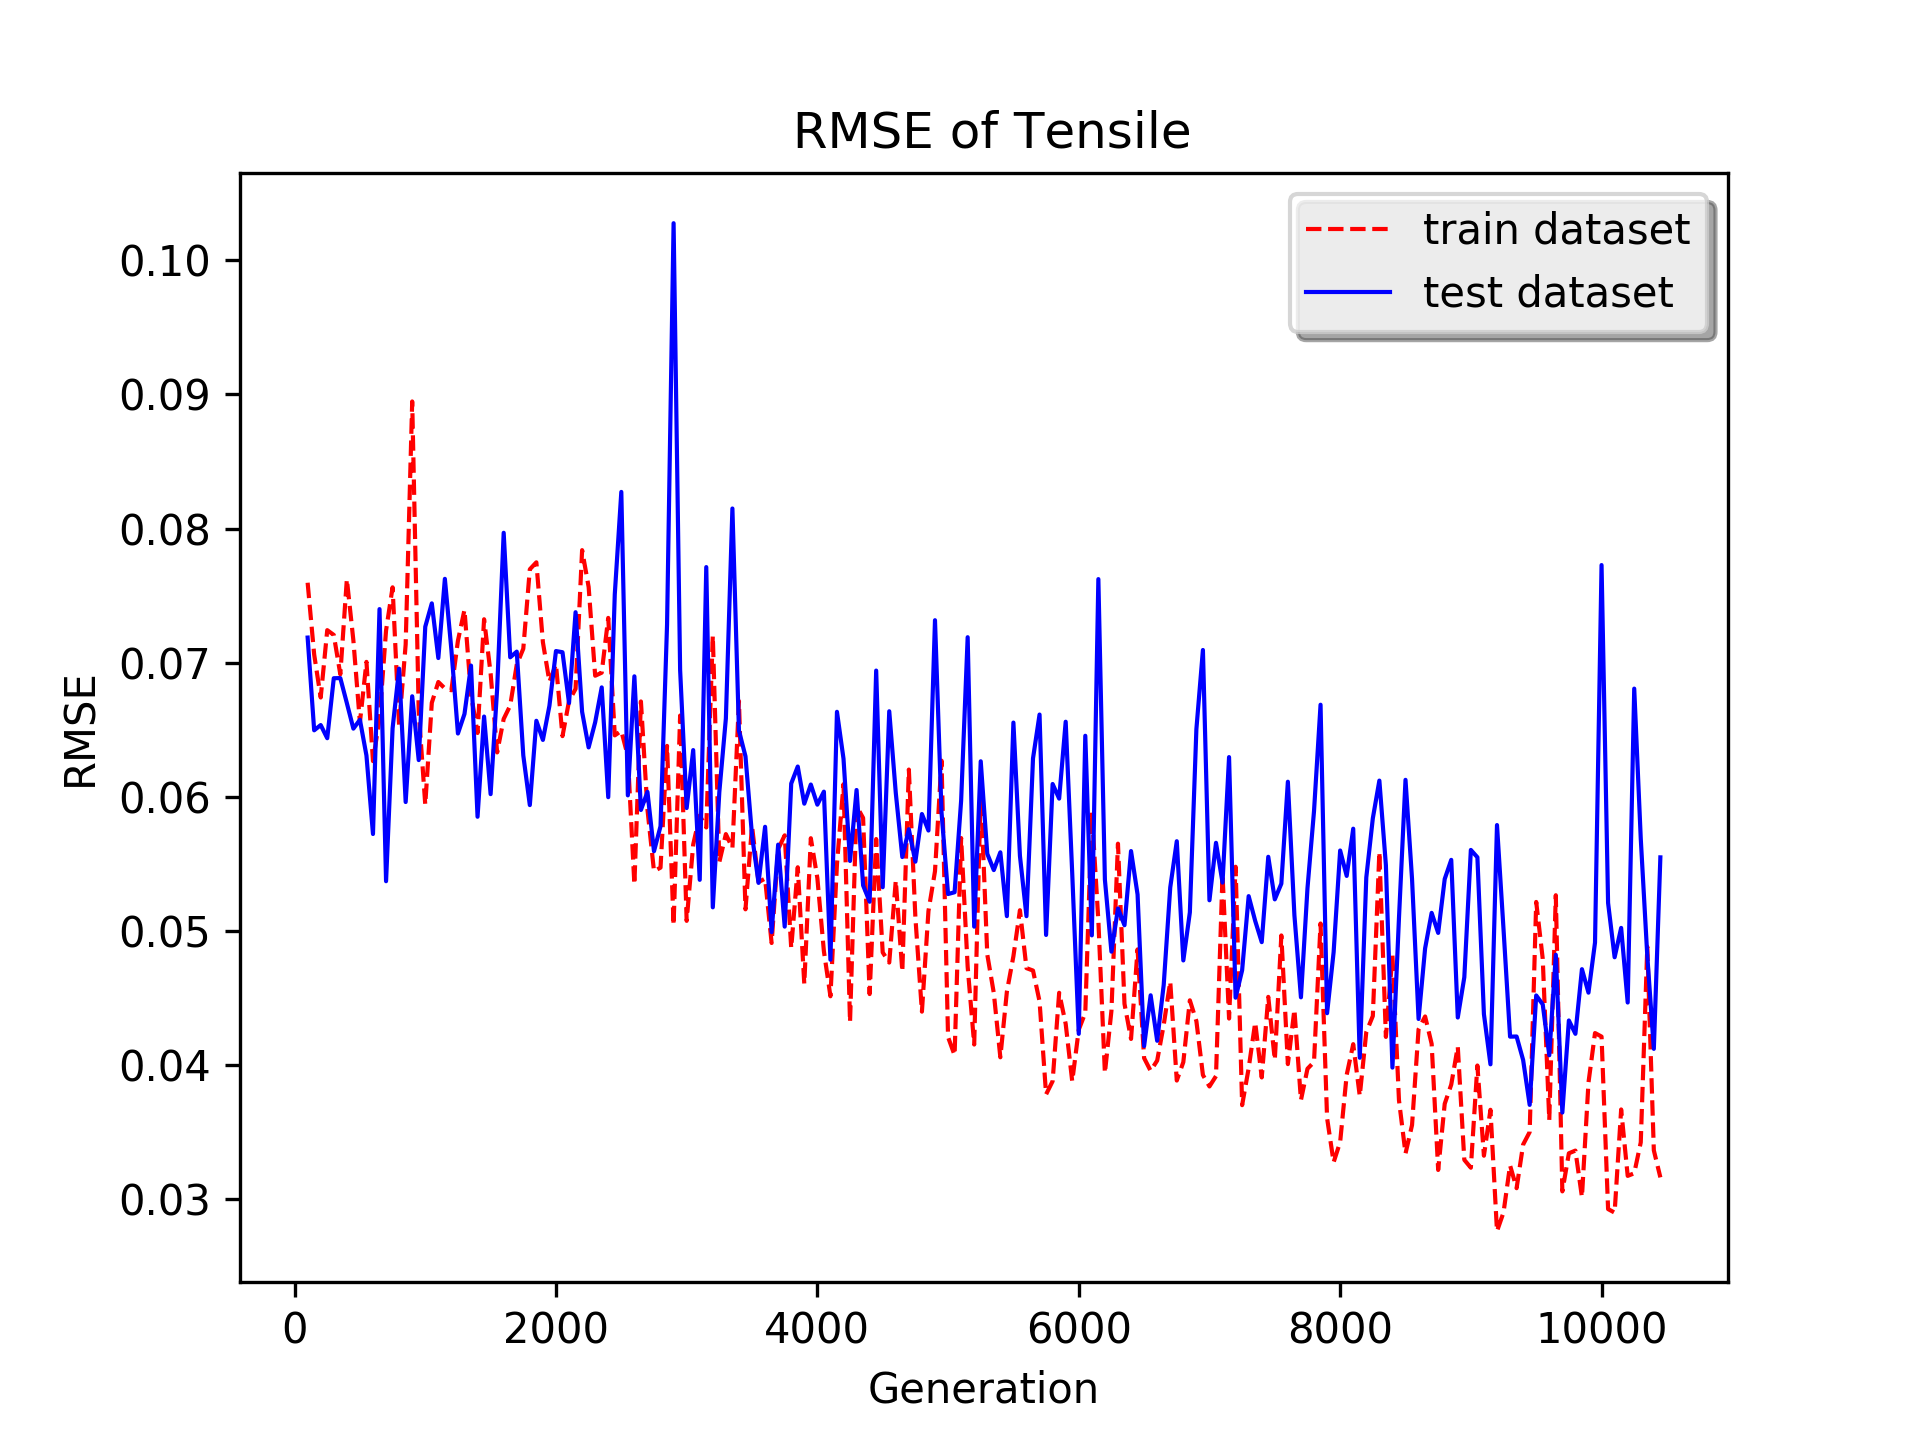 RMSE of Tensile
train dataset
test dataset
0.10
0.09
0.08
0.07
0.06
0.05
0.04
0.03
RMSE
0 2000 4000 6000 8000 10000
Generation